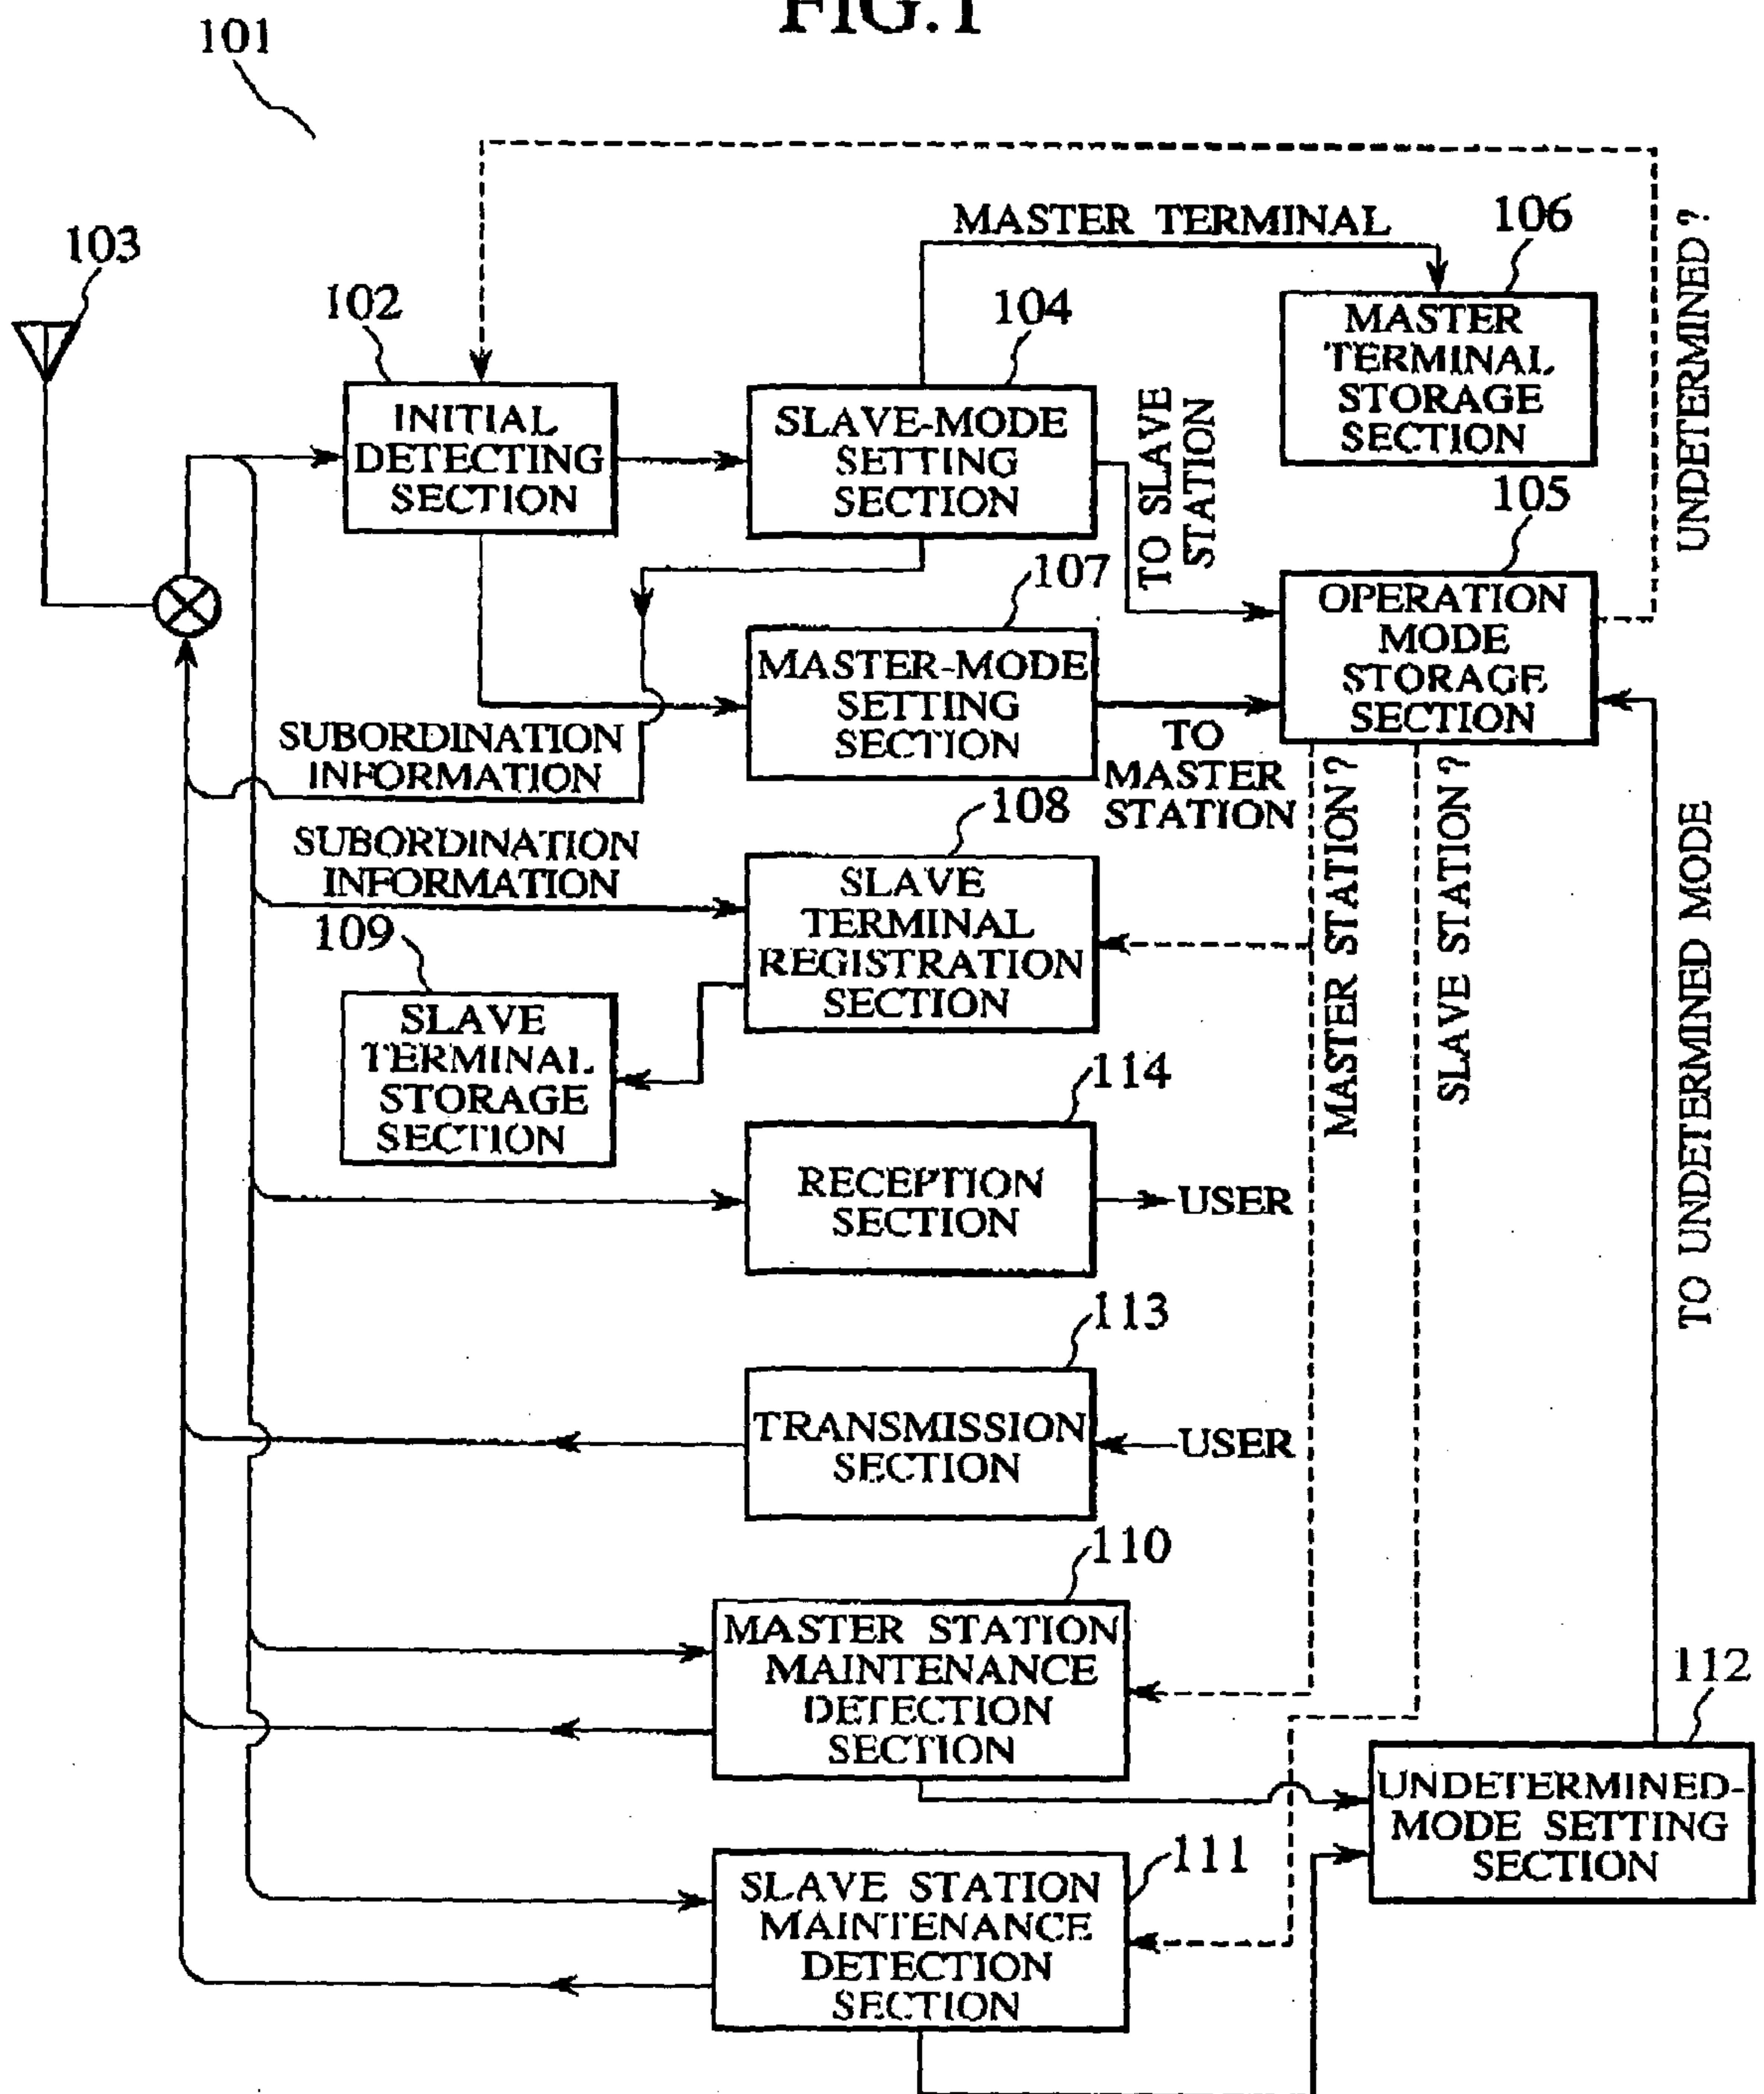 FIG.1
101
103
102
INITIAL
DETECTING
SECTION
104
SLAVE-MODE
SETTING
SECTION
MASTER TERMINAL
106
MASTER
TERMINAL
STORAGE
SECTION
UNDETERMINED ?
TO SLAVE
STATION
105
OPERATION
MODE
STORAGE
SECTION
107
MASTER-MODE
SETTING
SECTION
TO
MASTER
STATION
SUBORDINATION
INFORMATION
SUBORDINATION
INFORMATION
108
SLAVE
TERMINAL
REGISTRATION
SECTION
109
SLAVE
TERMINAL
STORAGE
SECTION
MASTER STATION ?
SLAVE STATION ?
TO UNDETERMINED MODE
114
RECEPTION
SECTION
USER
113
TRANSMISSION
SECTION
USER
110
MASTER STATION
MAINTENANCE
DETECTION
SECTION
112
UNDETERMINED-
MODE SETTING
SECTION
111
SLAVE STATION
MAINTENANCE
DETECTION
SECTION